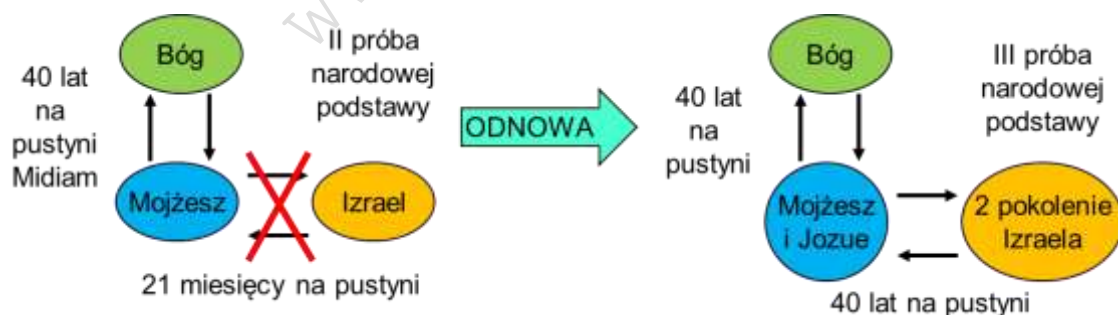 Bóg
40 lat
na
pustyni
Midiam
II próba
narodowej
podstawy
Mojżesz
Izrael
21 miesięcy na pustyni
ODNOWA
Bóg
40 lat
na
pustyni
III próba
narodowej
podstawy
Mojżesz
i Jozue
2 pokolenie
Izraela
40 lat na pustyni